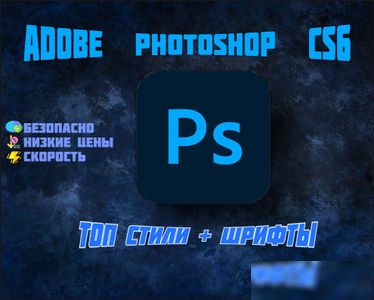 ADOBE PHOTOSHOP CS6
Ps
БЕЗОПАСНО
НИЗКИЕ ЦЕНЫ
СКОРОСТЬ
ТОП СТИЛИ + ШРИФТЫ